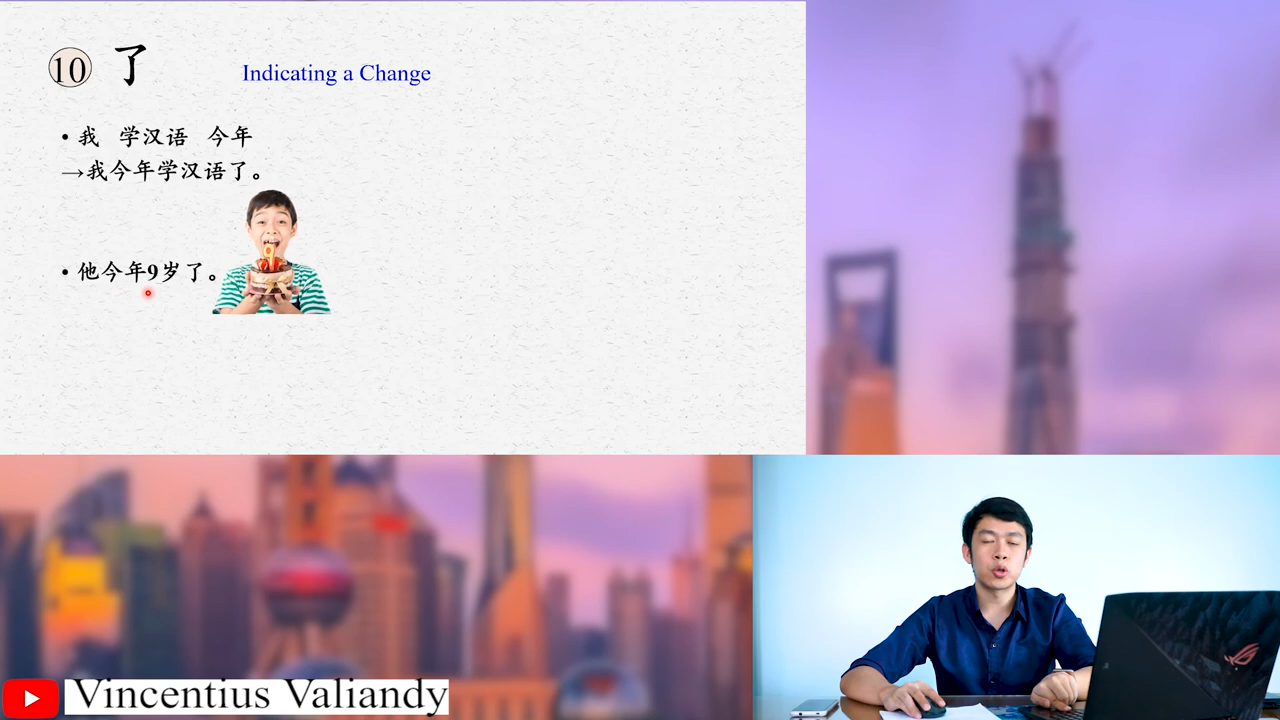 10 了 Indicating a Change
• 我 学汉语 今年
→我今年学汉语了。
• 他今年9岁了。
Vincentius Valiandy